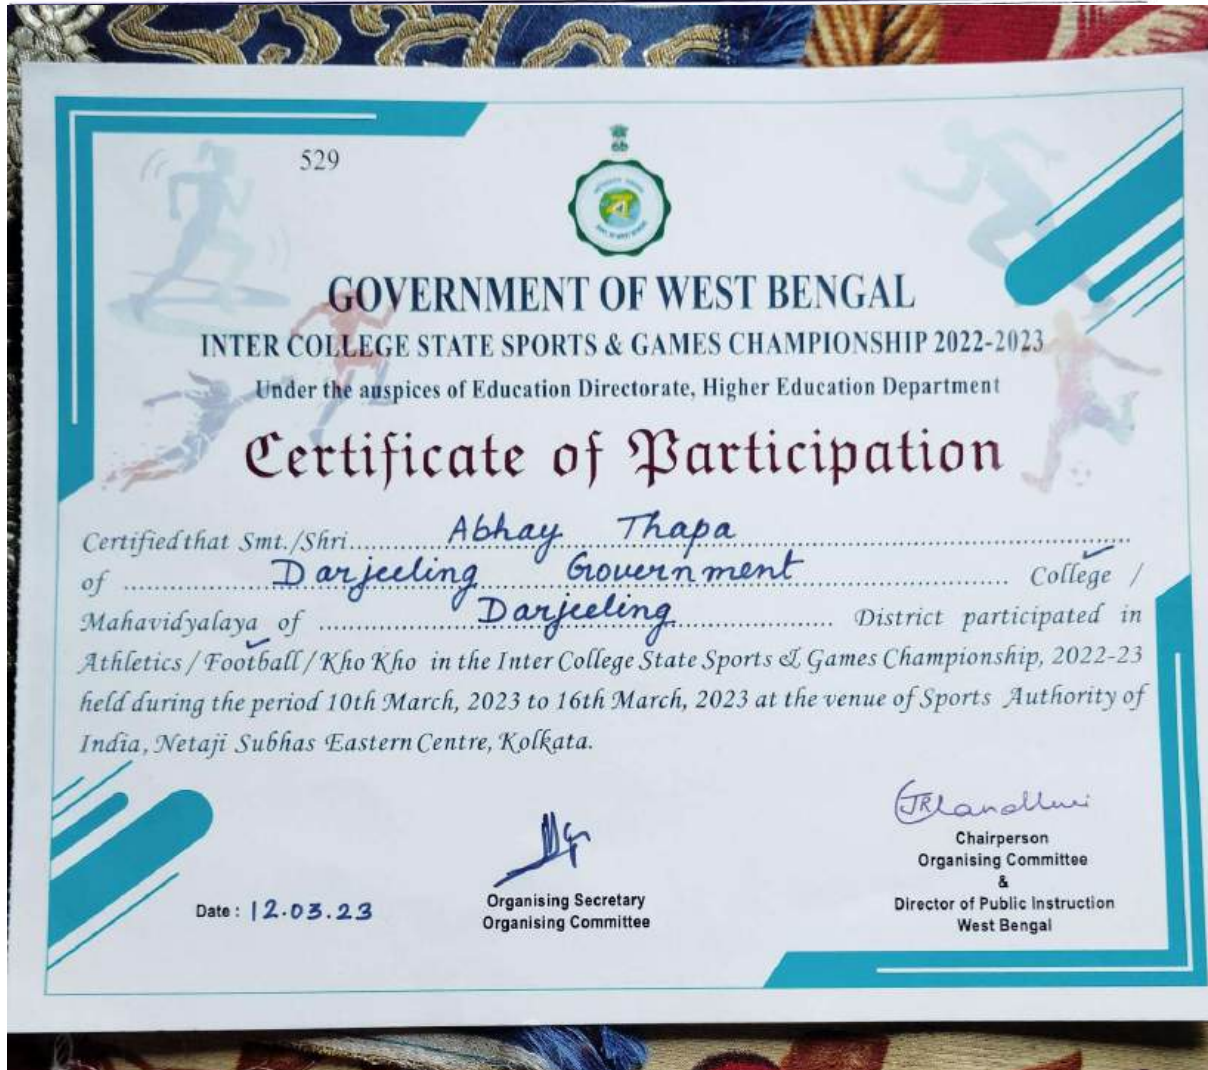 529
GOVERNMENT OF WEST BENGAL
INTER COLLEGE STATE SPORTS & GAMES CHAMPIONSHIP 2022-2023
Under the auspices of Education Directorate, Higher Education Department
Certificate of Participation
Certified that Smt./Shri.......Abhay Thapa.......
of ........Darjeeling Government........ College /
Mahavidyalaya of ........Darjeeling........ District participated in
Athletics / Football / Kho Kho in the Inter College State Sports & Games Championship, 2022-23
held during the period 10th March, 2023 to 16th March, 2023 at the venue of Sports Authority of
India, Netaji Subhas Eastern Centre, Kolkata.
Date : 12.03.23
Organising Secretary
Organising Committee
Chairperson
Organising Committee
&
Director of Public Instruction
West Bengal